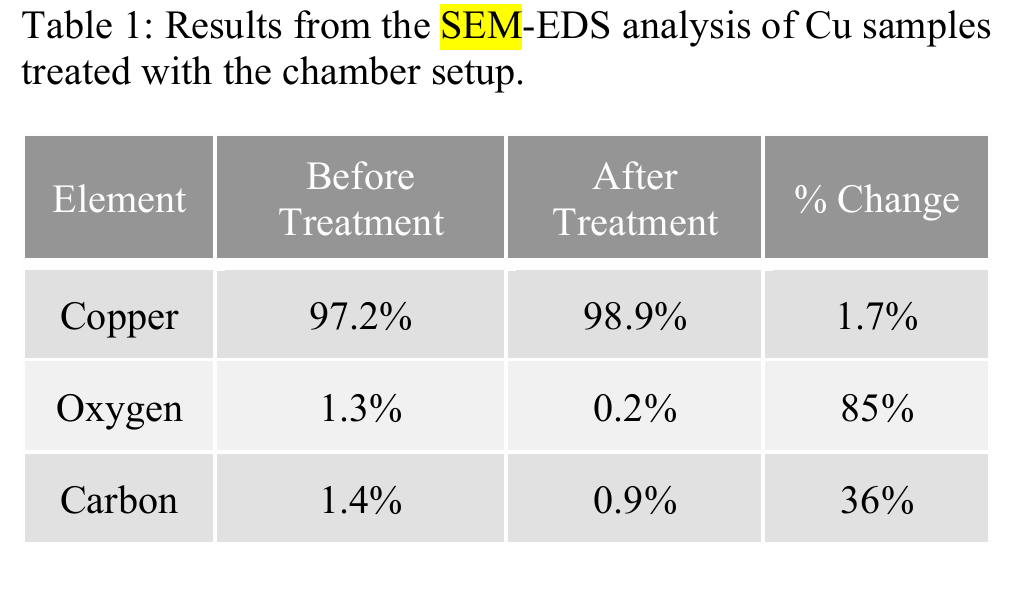 Table 1: Results from the SEM-EDS analysis of Cu samples
treated with the chamber setup.
Element Before Treatment After Treatment % Change
Copper 97.2% 98.9% 1.7%
Oxygen 1.3% 0.2% 85%
Carbon 1.4% 0.9% 36%